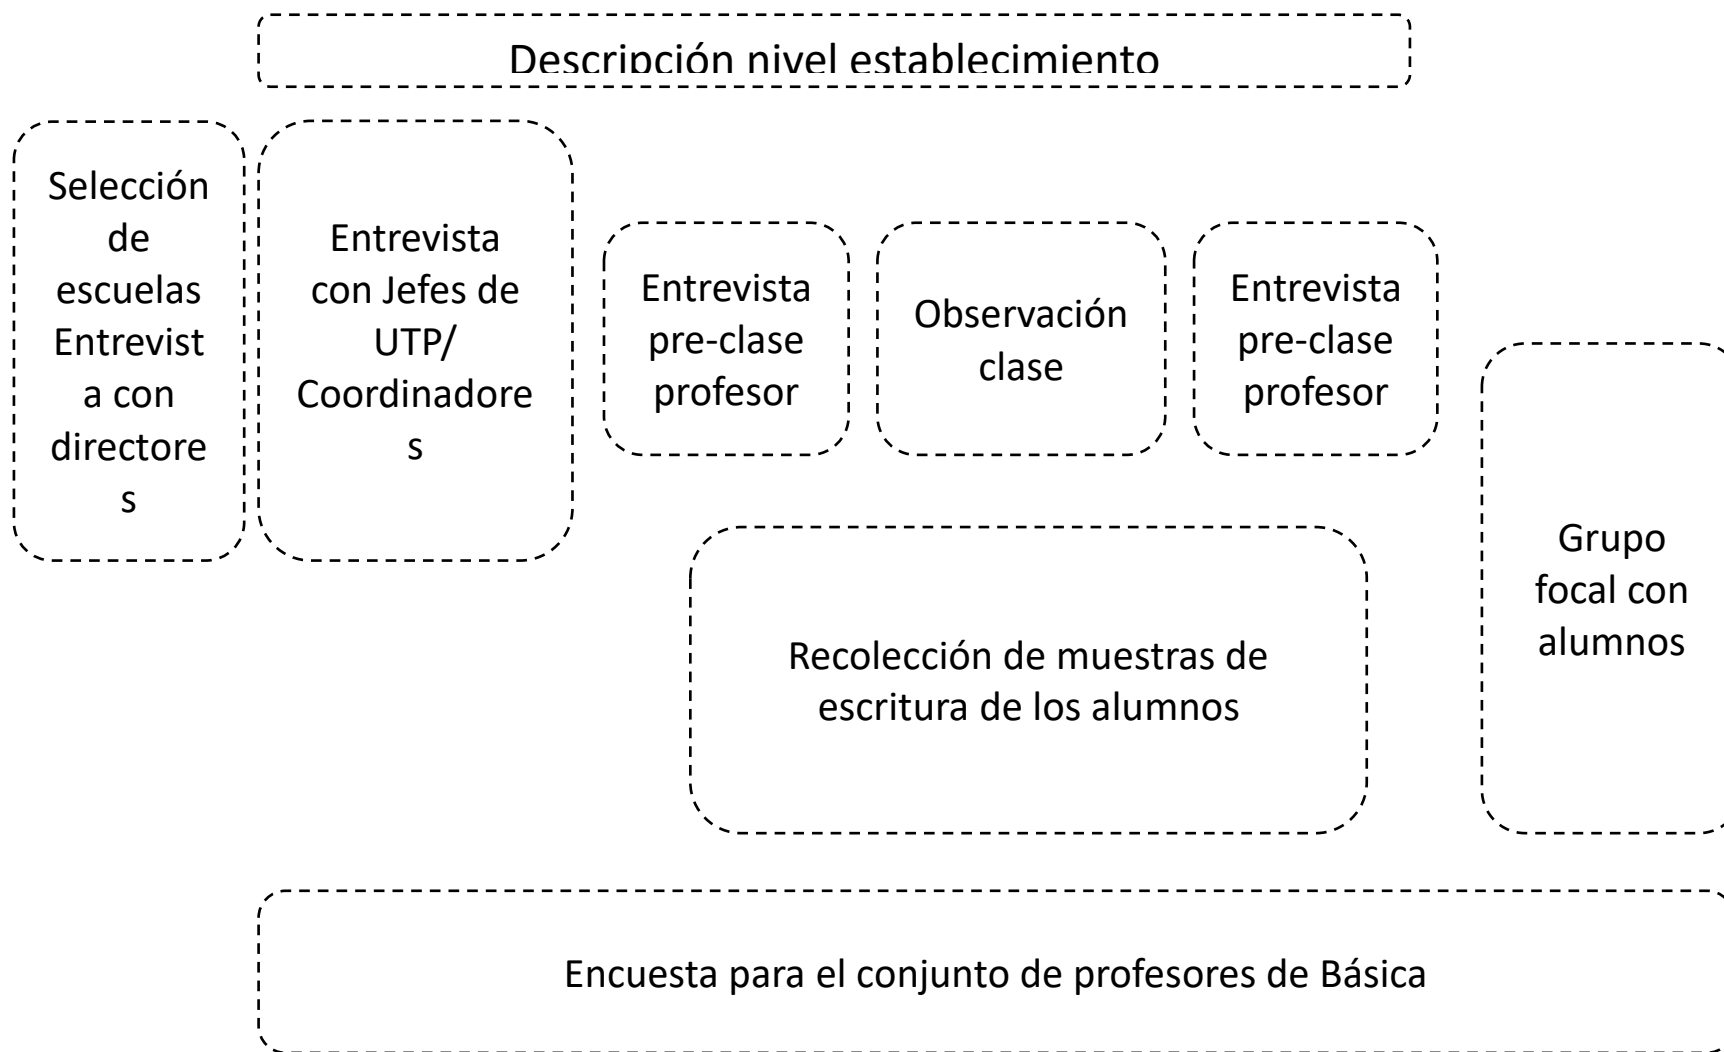 Descripción nivel establecimiento
Selección
de
escuelas
Entrevist
a con
directore
s
Entrevista
con Jefes de
UTP/
Coordinadore
s
Entrevista
pre-clase
profesor
Observación
clase
Entrevista
pre-clase
profesor
Grupo
focal con
alumnos
Recolección de muestras de
escritura de los alumnos
Encuesta para el conjunto de profesores de Básica